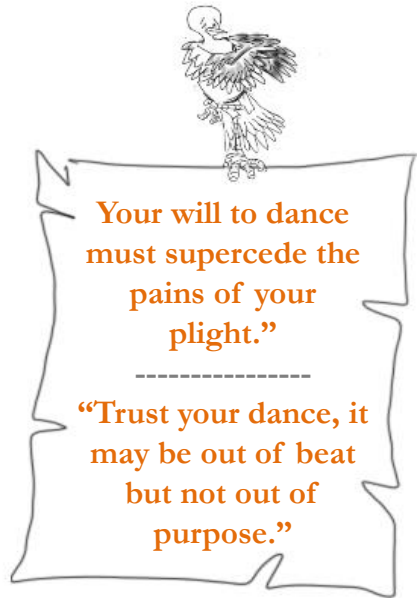 Your will to dance
must supercede the
pains of your
plight.”
----------------
“Trust your dance, it
may be out of beat
but not out of
purpose.”